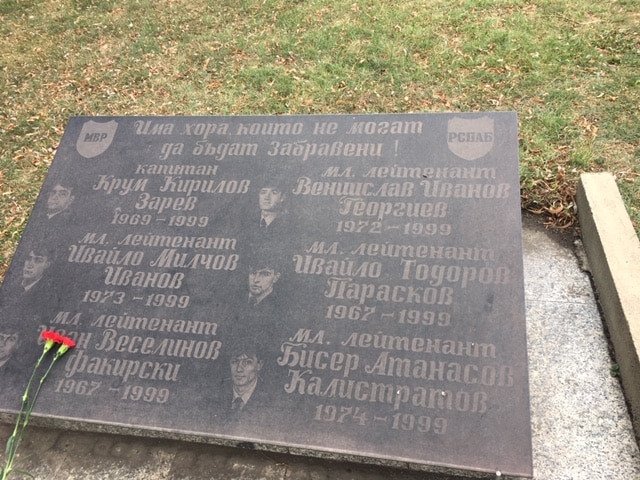 МВР
Има хора които не могат
да бъдат забравени !
РСПАБ
капитан
Крум Кирилов
Зарев
1969-1999
мл. лейтенант
Венцислав Иванов
Георгиев
1972-1999
мл. лейтенант
Ивайло Милчов
Иванов
1973-1999
мл. лейтенант
Ивайло Тодоров
Парасков
1967-1999
мл. лейтенант
Иван Веселинов
Факирски
1967-1999
мл. лейтенант
Бисер Атанасов
Калистратов
1974-1999